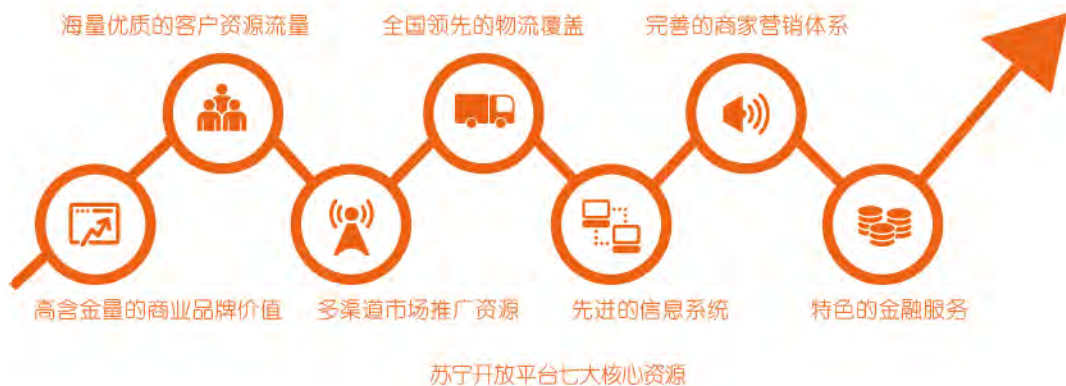 海量优质的客户资源流量
全国领先的物流覆盖
完善的商家营销体系
高含金量的商业品牌价值
多渠道市场推广资源
先进的信息系统
特色的金融服务
苏宁开放平台七大核心资源